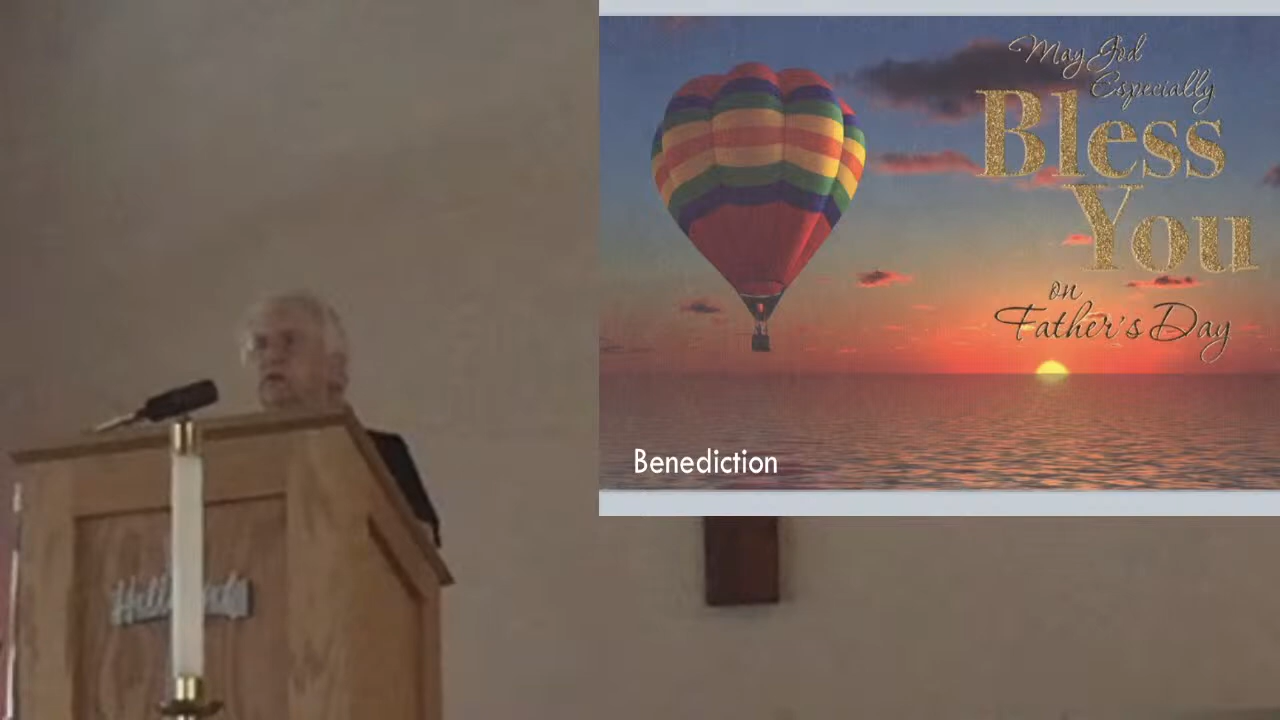 May God
Especially
Bless
You
on
Father's Day
Benediction